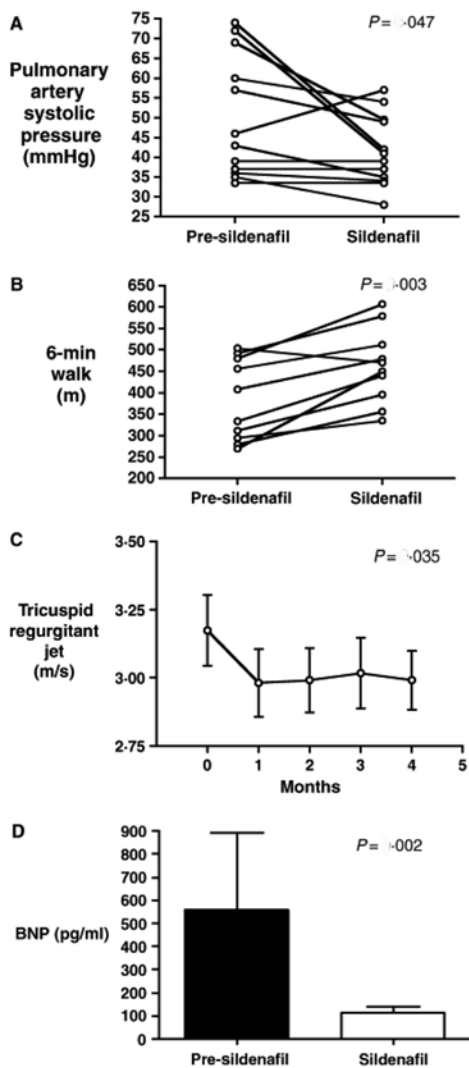 A
Pulmonary
artery
systolic
pressure
(mmHg)
P= ·047
75
70
65
60
55
50
45
40
35
30
25
Pre-sildenafil Sildenafil
B
6-min
walk
(m)
P= ·003
650
600
550
500
450
400
350
300
250
200
Pre-sildenafil Sildenafil
C
Tricuspid
regurgitant
jet
(m/s)
P= ·035
3·50
3·25
3·00
2·75
0 1 2 3 4 5
Months
D
BNP (pg/ml)
P= ·002
900
800
700
600
500
400
300
200
100
0
Pre-sildenafil Sildenafil